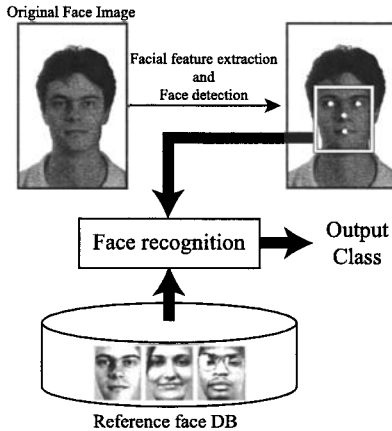 Original Face Image
Facial feature extraction
and
Face detection
Face recognition
Output
Class
Reference face DB